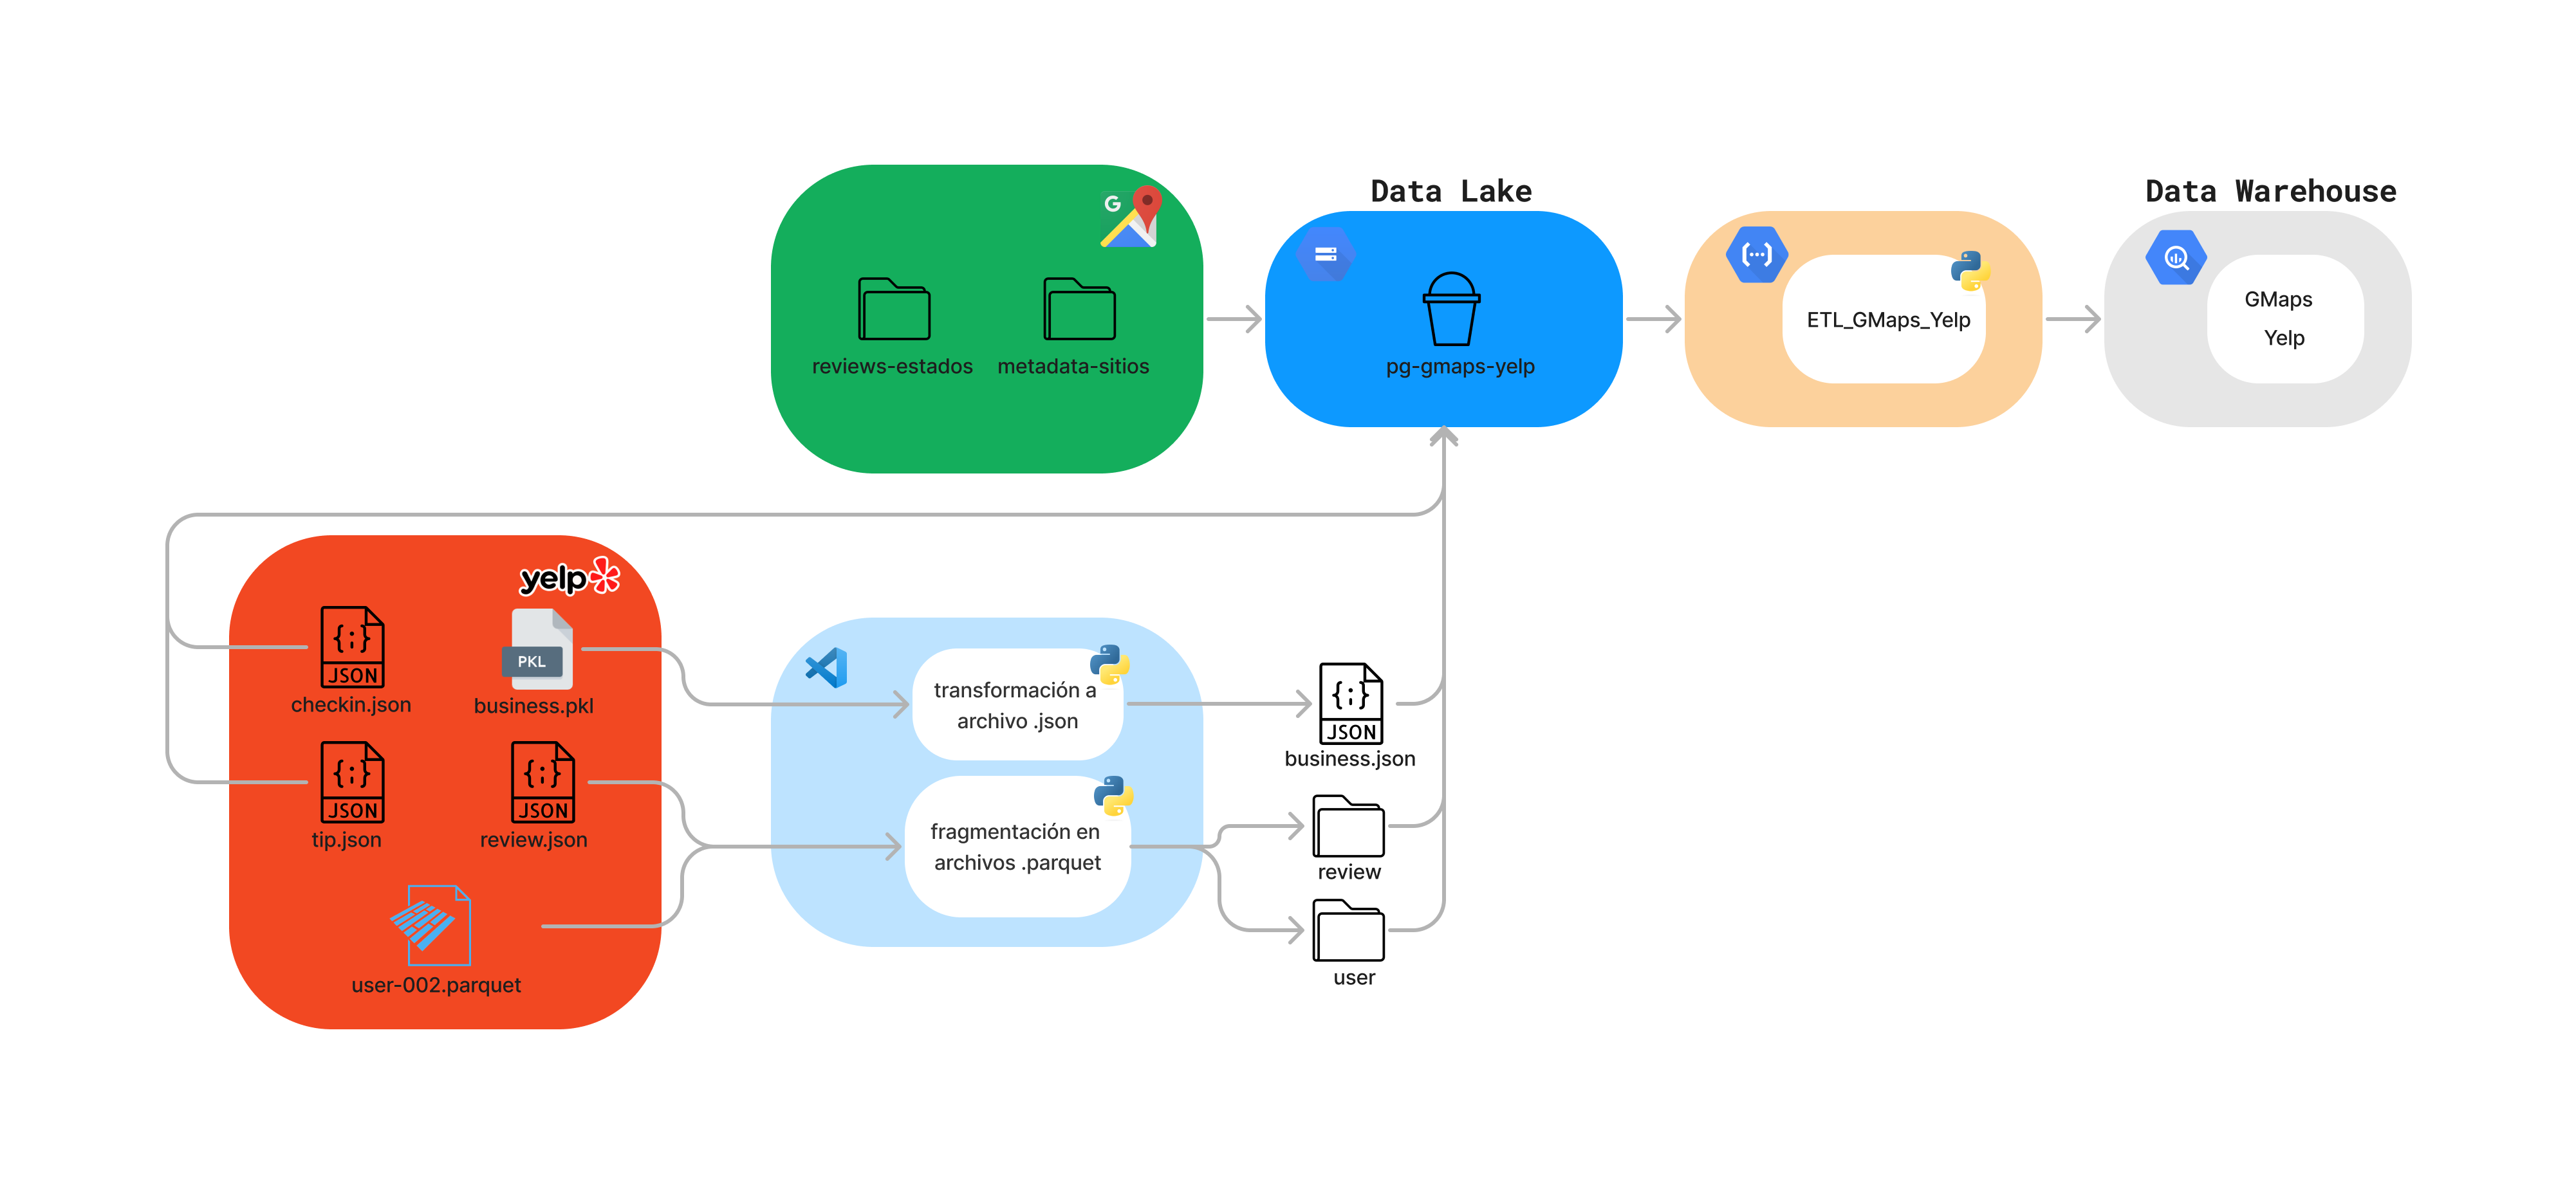 Data Lake
Data Warehouse
G
reviews-estados
metadata-sitios
pg-gmaps-yelp
ETL_GMaps_Yelp
GMaps
Yelp
yelp
{;}
JSON
checkin.json
PKL
business.pkl
{;}
JSON
tip.json
{;}
JSON
review.json
user-002.parquet
transformación a
archivo .json
fragmentación en
archivos .parquet
{;}
JSON
business.json
review
user